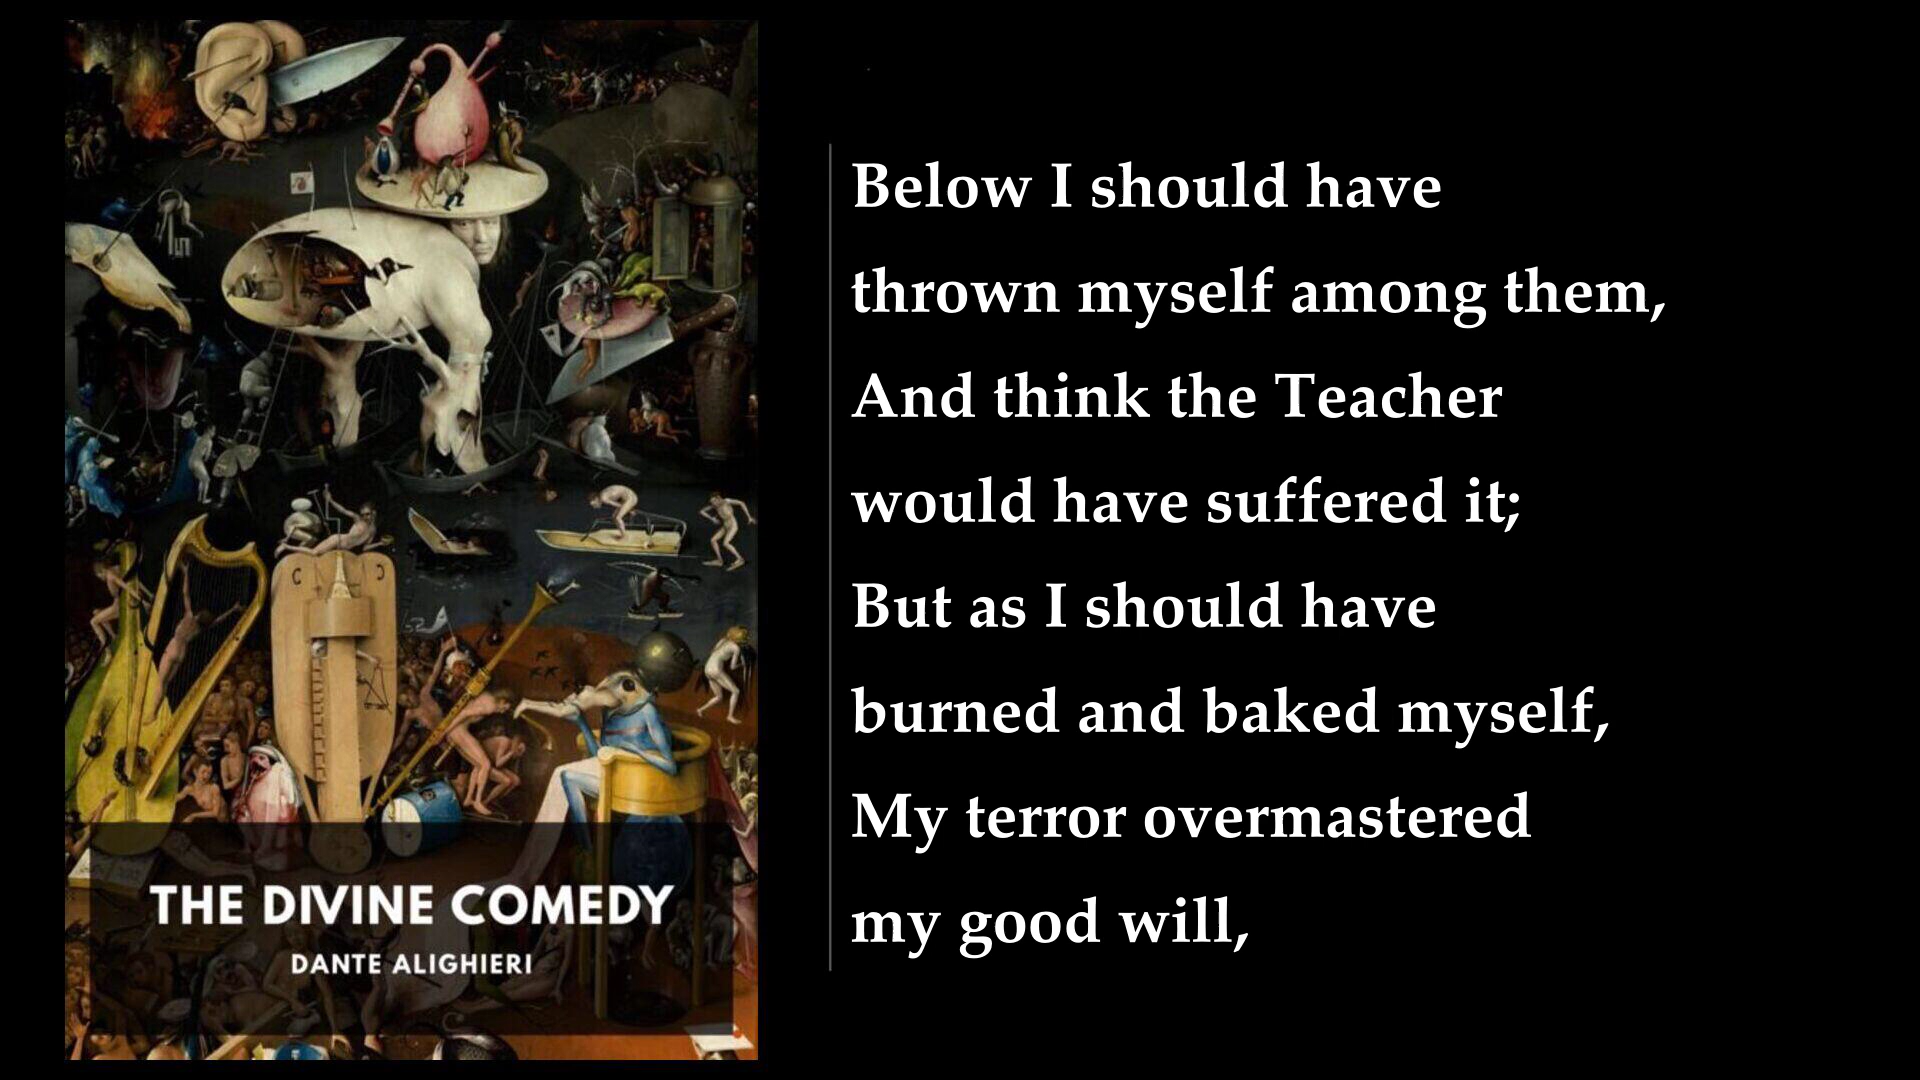 Below I should have
thrown myself among them,
And think the Teacher
would have suffered it;
But as I should have
burned and baked myself,
My terror overmastered
my good will,
THE DIVINE COMEDY
DANTE ALIGHIERI